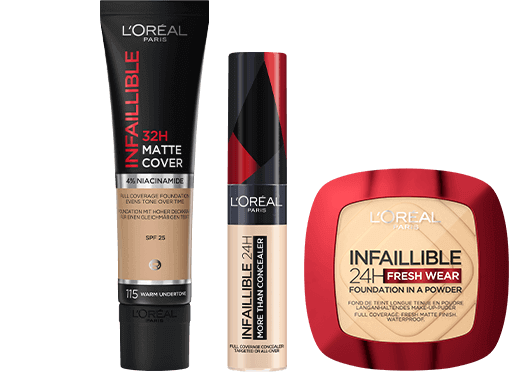 L'ORÉAL
PARIS
INFAILLIBLE
32H
MATTE
COVER
4% NIACINAMIDE
FULL COVERAGE FOUNDATION
EVENS TONE OVER TIME
FOUNDATION MIT HOHER DECKKRAFT
FÜR EINEN GLEICHMÄßIGEN TEINT
SPF 25
115 WARM UNDERTONE
L'ORÉAL
PARIS
INFAILLIBLE 24H
MORE THAN CONCEALER
FULL COVERAGE CONCEALER
TARGETED OR ALL-OVER
L'ORÉAL
PARIS
INFAILLIBLE
24H FRESH WEAR
FOUNDATION IN A POWDER
FOND DE TEINT LONGUE TENUE EN POUDRE
LANGANHALTENDES MAKE-UP-PUDER
FULL COVERAGE. FRESH MATTE FINISH.
WATERPROOF.